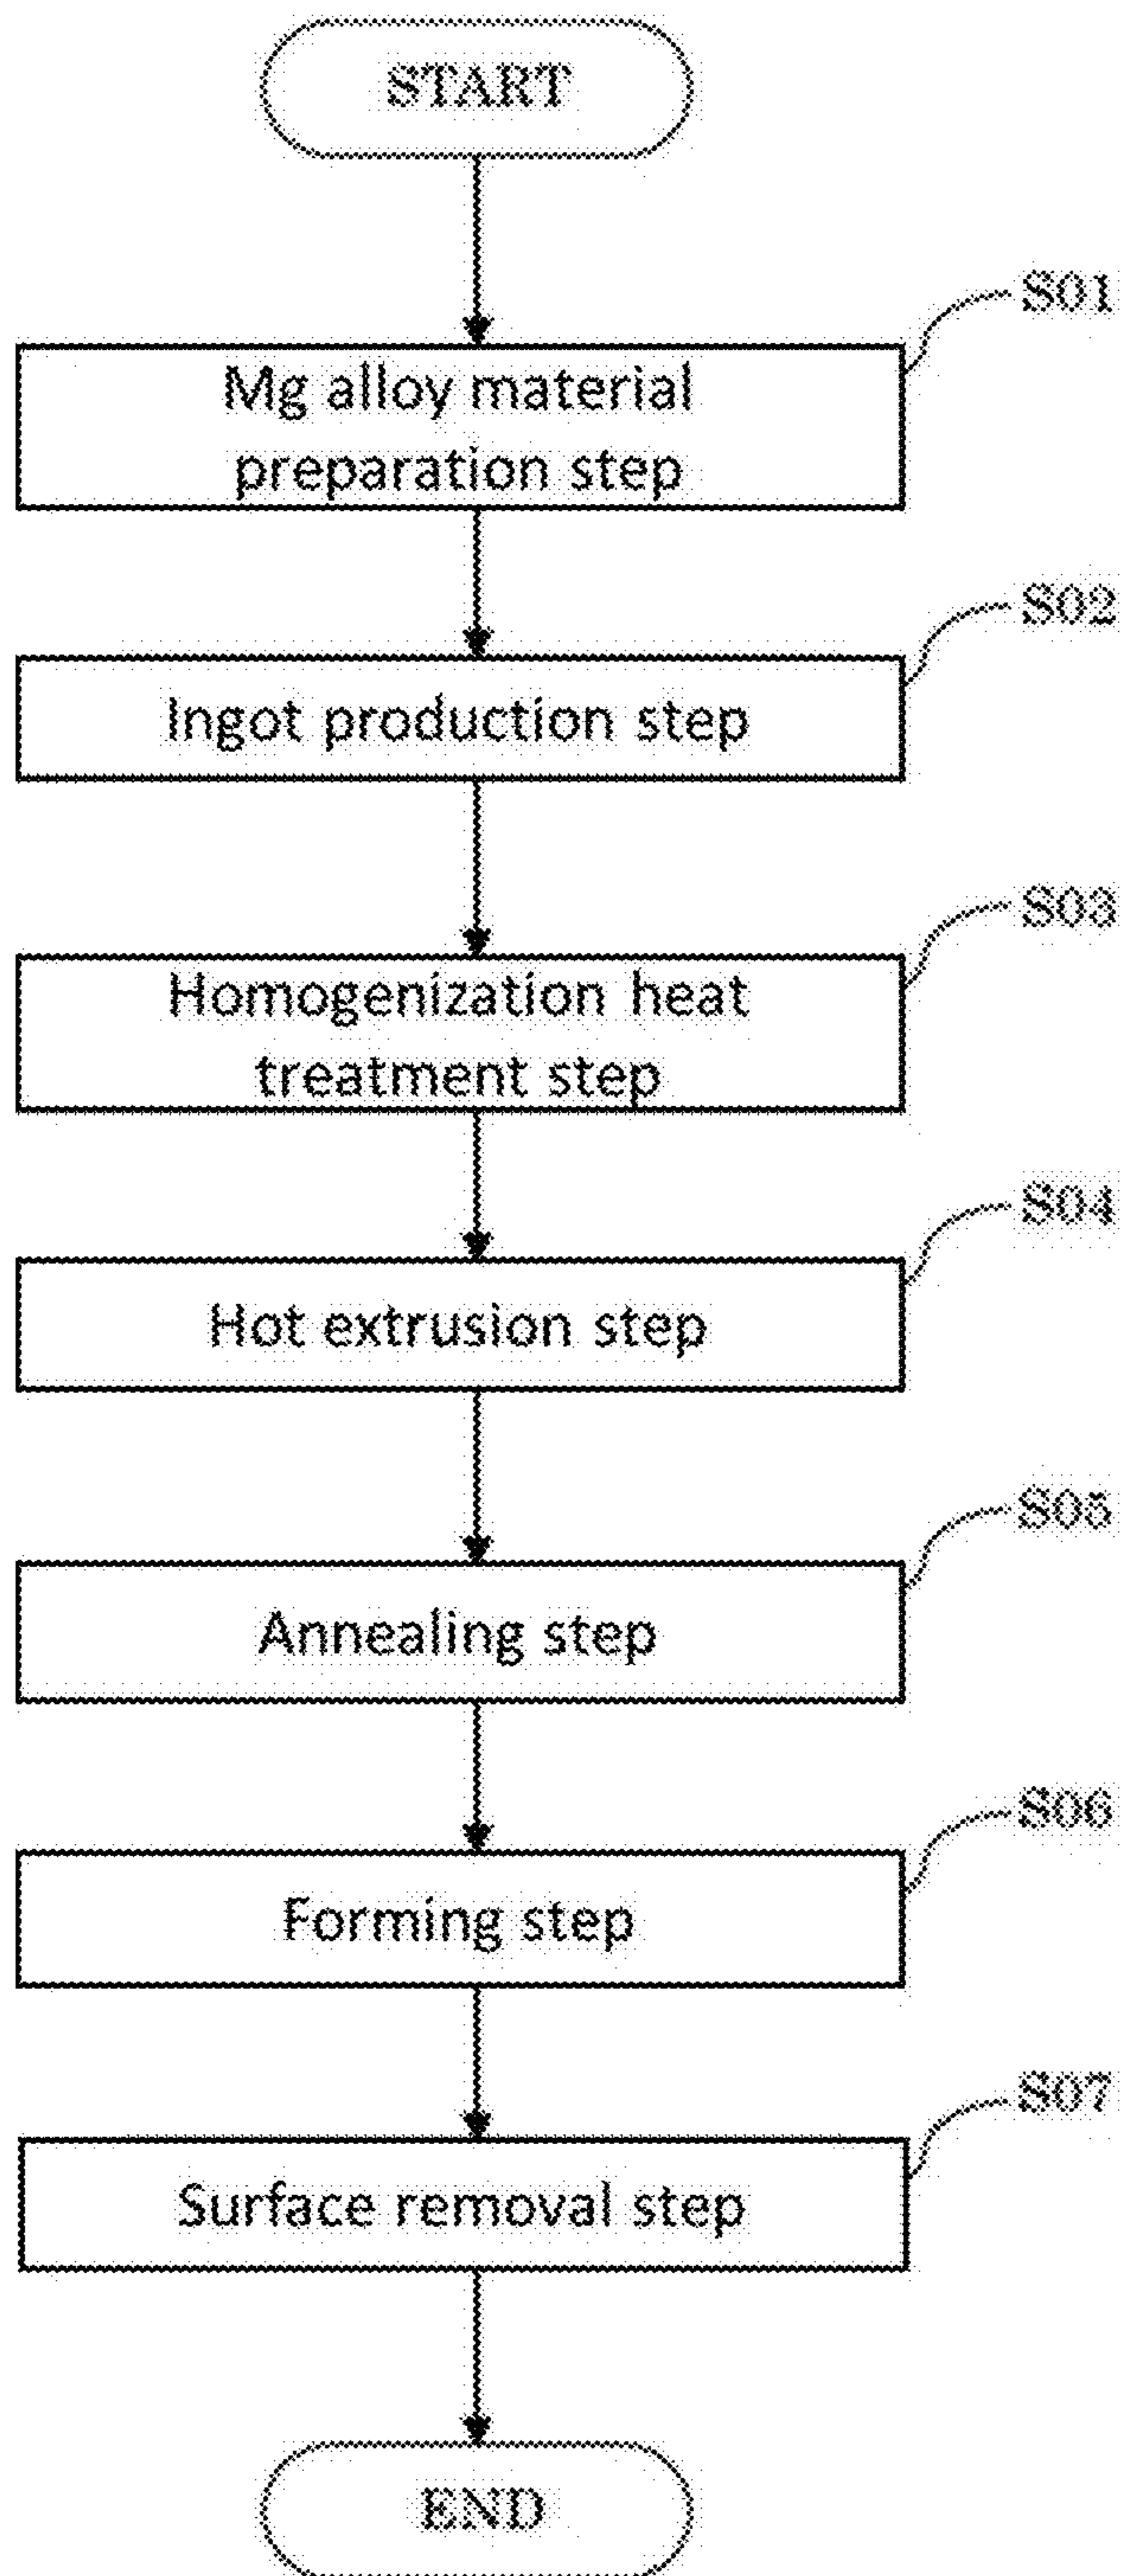 START
S01
Mg alloy material
preparation step
S02
Ingot production step
S03
Homogenization heat
treatment step
S04
Hot extrusion step
S05
Annealing step
S06
Forming step
S07
Surface removal step
END